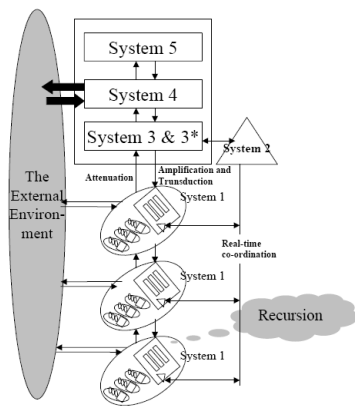 System 5
System 4
System 3 & 3*
System 2
The
External
Environ-
ment
Attenuation
Amplification and
Transduction
System 1
Real-time
co-ordination
System 1
Recursion
System 1